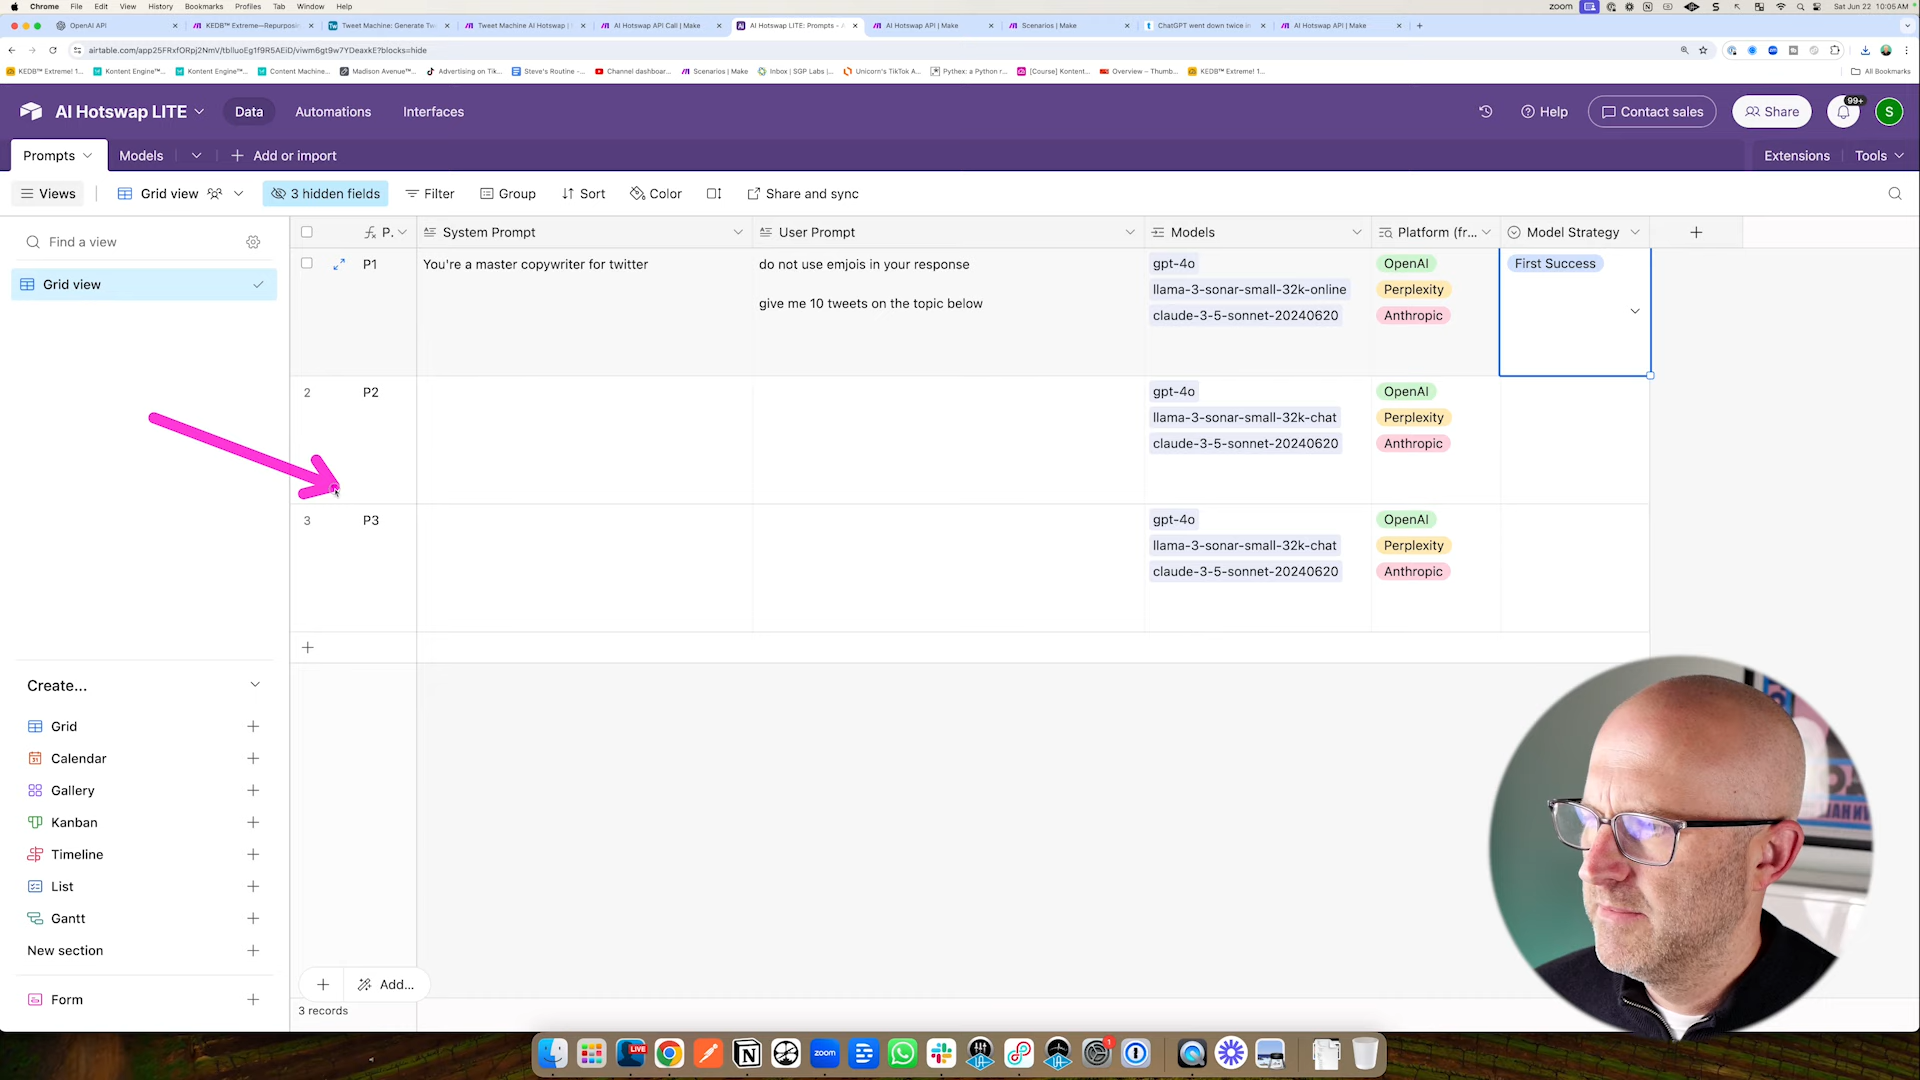 Chrome File Edit View History Bookmarks Profiles Tab Window Help
zoom Sat Jun 22 10:05 AM
OpenAI API
KEDB™ Extreme—Repurposin
Tweet Machine: Generate Tw
Tweet Machine AI Hotswap |
AI Hotswap API Call | Make
AI Hotswap LITE: Prompts - A
AI Hotswap API | Make
Scenarios | Make
ChatGPT went down twice in
AI Hotswap API | Make
airtable.com/app25FRxfORpj2NmV/tblluoEg1f9R5AEiD/viwm6gt9w7YDeaxkE?blocks=hide
KEDB™ Extreme! 1...
Kontent Engine™...
Kontent Engine™...
Content Machine...
Madison Avenue™...
Advertising on Tik...
Steve's Routine -...
Channel dashboar...
Scenarios | Make
Inbox | SGP Labs |...
Unicorn's TikTok A...
Pythex: a Python r...
[Course] Kontent...
Overview – Thumb...
KEDB™ Extreme! 1...
All Bookmarks
AI Hotswap LITE
Data
Automations
Interfaces
Help
Contact sales
Share
99+
S
Prompts
Models
Add or import
Extensions
Tools
Views
Grid view
3 hidden fields
Filter
Group
Sort
Color
Share and sync
Find a view
Grid view
P.
System Prompt
User Prompt
Models
Platform (fr...
Model Strategy
P1
You're a master copywriter for twitter
do not use emjois in your response
give me 10 tweets on the topic below
gpt-4o
llama-3-sonar-small-32k-online
claude-3-5-sonnet-20240620
OpenAI
Perplexity
Anthropic
First Success
2
P2
gpt-4o
llama-3-sonar-small-32k-chat
claude-3-5-sonnet-20240620
OpenAI
Perplexity
Anthropic
3
P3
gpt-4o
llama-3-sonar-small-32k-chat
claude-3-5-sonnet-20240620
OpenAI
Perplexity
Anthropic
Create...
Grid
Calendar
Gallery
Kanban
Timeline
List
Gantt
New section
Form
Add...
3 records
LIVE
zoom
1